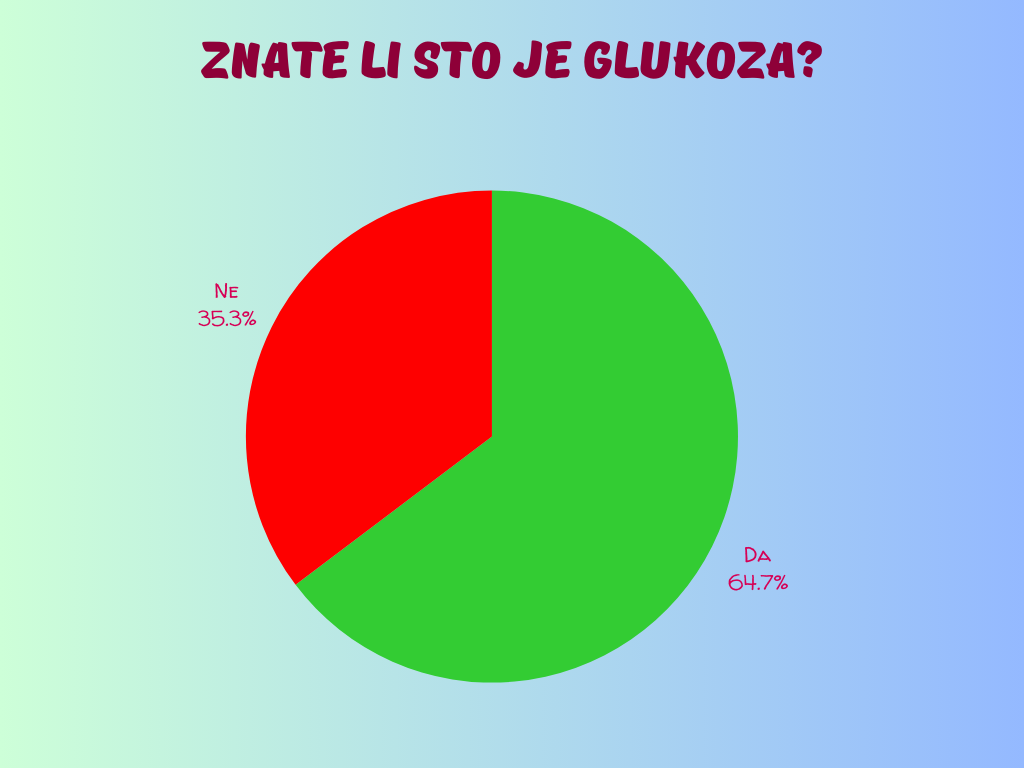 ZNATE LI STO JE GLUKOZA?
Ne
35.3%
Da
64.7%